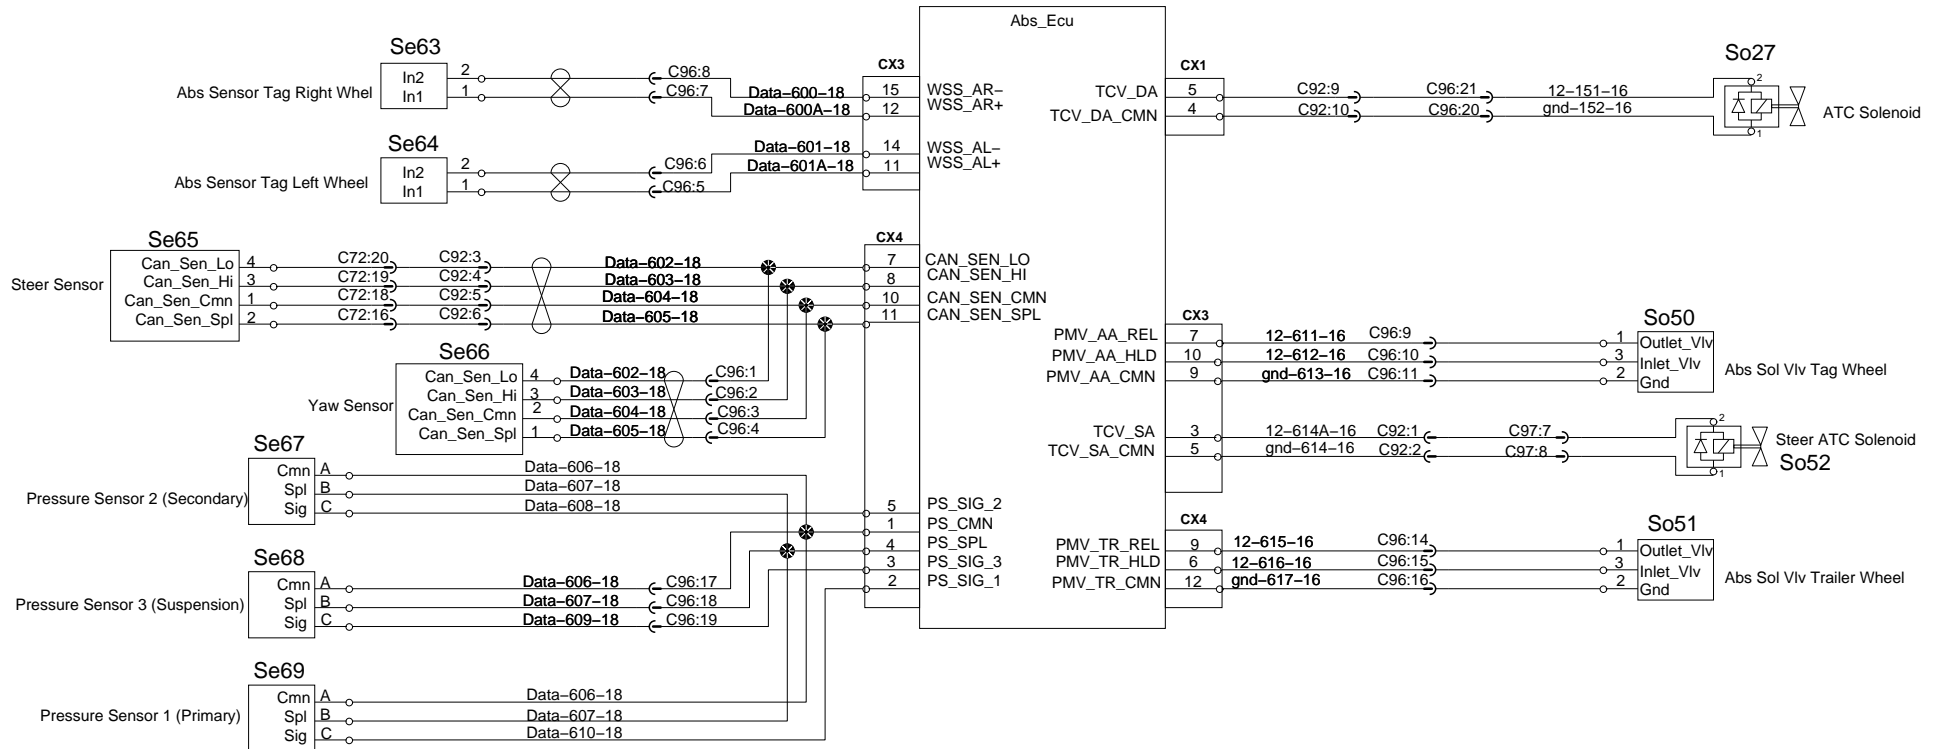 Abs_Ecu
Se63
Abs Sensor Tag Right Whel
In2 2 C96:8
In1 1 C96:7
Data-600-18
Data-600A-18
CX3
15 WSS_AR-
12 WSS_AR+
14 WSS_AL-
11 WSS_AL+
Se64
Abs Sensor Tag Left Wheel
In2 2 C96:6 Data-601-18
In1 1 C96:5 Data-601A-18
Se65
Steer Sensor
Can_Sen_Lo 4 C72:20 C92:3 Data-602-18
Can_Sen_Hi 3 C72:19 C92:4 Data-603-18
Can_Sen_Cmn 1 C72:18 C92:5 Data-604-18
Can_Sen_Spl 2 C72:16 C92:6 Data-605-18
CX4
7 CAN_SEN_LO
8 CAN_SEN_HI
10 CAN_SEN_CMN
11 CAN_SEN_SPL
Se66
Yaw Sensor
Can_Sen_Lo 4 Data-602-18 C96:1
Can_Sen_Hi 3 Data-603-18 C96:2
Can_Sen_Cmn 2 Data-604-18 C96:3
Can_Sen_Spl 1 Data-605-18 C96:4
Se67
Pressure Sensor 2 (Secondary)
Cmn A Data-606-18
Spl B Data-607-18
Sig C Data-608-18
5 PS_SIG_2
1 PS_CMN
4 PS_SPL
3 PS_SIG_3
2 PS_SIG_1
Se68
Pressure Sensor 3 (Suspension)
Cmn A Data-606-18 C96:17
Spl B Data-607-18 C96:18
Sig C Data-609-18 C96:19
Se69
Pressure Sensor 1 (Primary)
Cmn A Data-606-18
Spl B Data-607-18
Sig C Data-610-18
CX1
TCV_DA 5 C92:9 C96:21 12-151-16
TCV_DA_CMN 4 C92:10 C96:20 gnd-152-16
So27
2
1
ATC Solenoid
CX3
PMV_AA_REL 7 12-611-16 C96:9
PMV_AA_HLD 10 12-612-16 C96:10
PMV_AA_CMN 9 gnd-613-16 C96:11
So50
1 Outlet_Vlv
3 Inlet_Vlv
2 Gnd
Abs Sol Vlv Tag Wheel
TCV_SA 3 12-614A-16 C92:1 C97:7
TCV_SA_CMN 5 gnd-614-16 C92:2 C97:8
2
1
Steer ATC Solenoid
So52
CX4
PMV_TR_REL 9 12-615-16 C96:14
PMV_TR_HLD 6 12-616-16 C96:15
PMV_TR_CMN 12 gnd-617-16 C96:16
So51
1 Outlet_Vlv
3 Inlet_Vlv
2 Gnd
Abs Sol Vlv Trailer Wheel